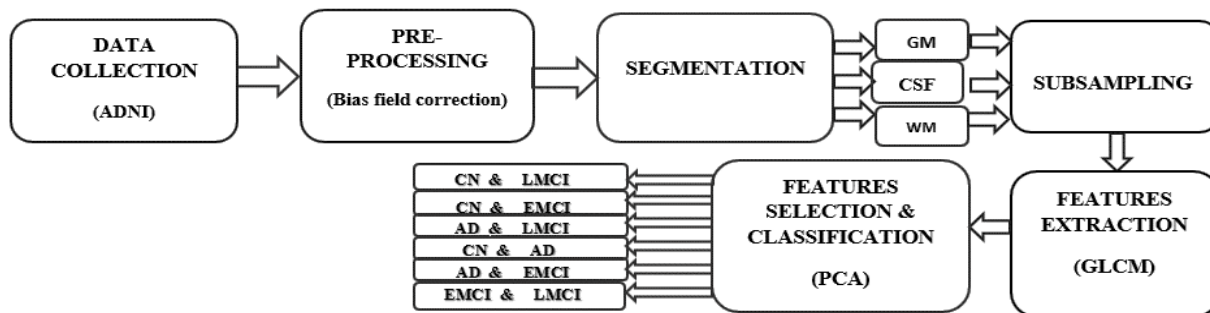 DATA
COLLECTION
(ADNI)
PRE-
PROCESSING
(Bias field correction)
SEGMENTATION
GM
CSF
WM
SUBSAMPLING
FEATURES
EXTRACTION
(GLCM)
FEATURES
SELECTION &
CLASSIFICATION
(PCA)
CN & LMCI
CN & EMCI
AD & LMCI
CN & AD
AD & EMCI
EMCI & LMCI